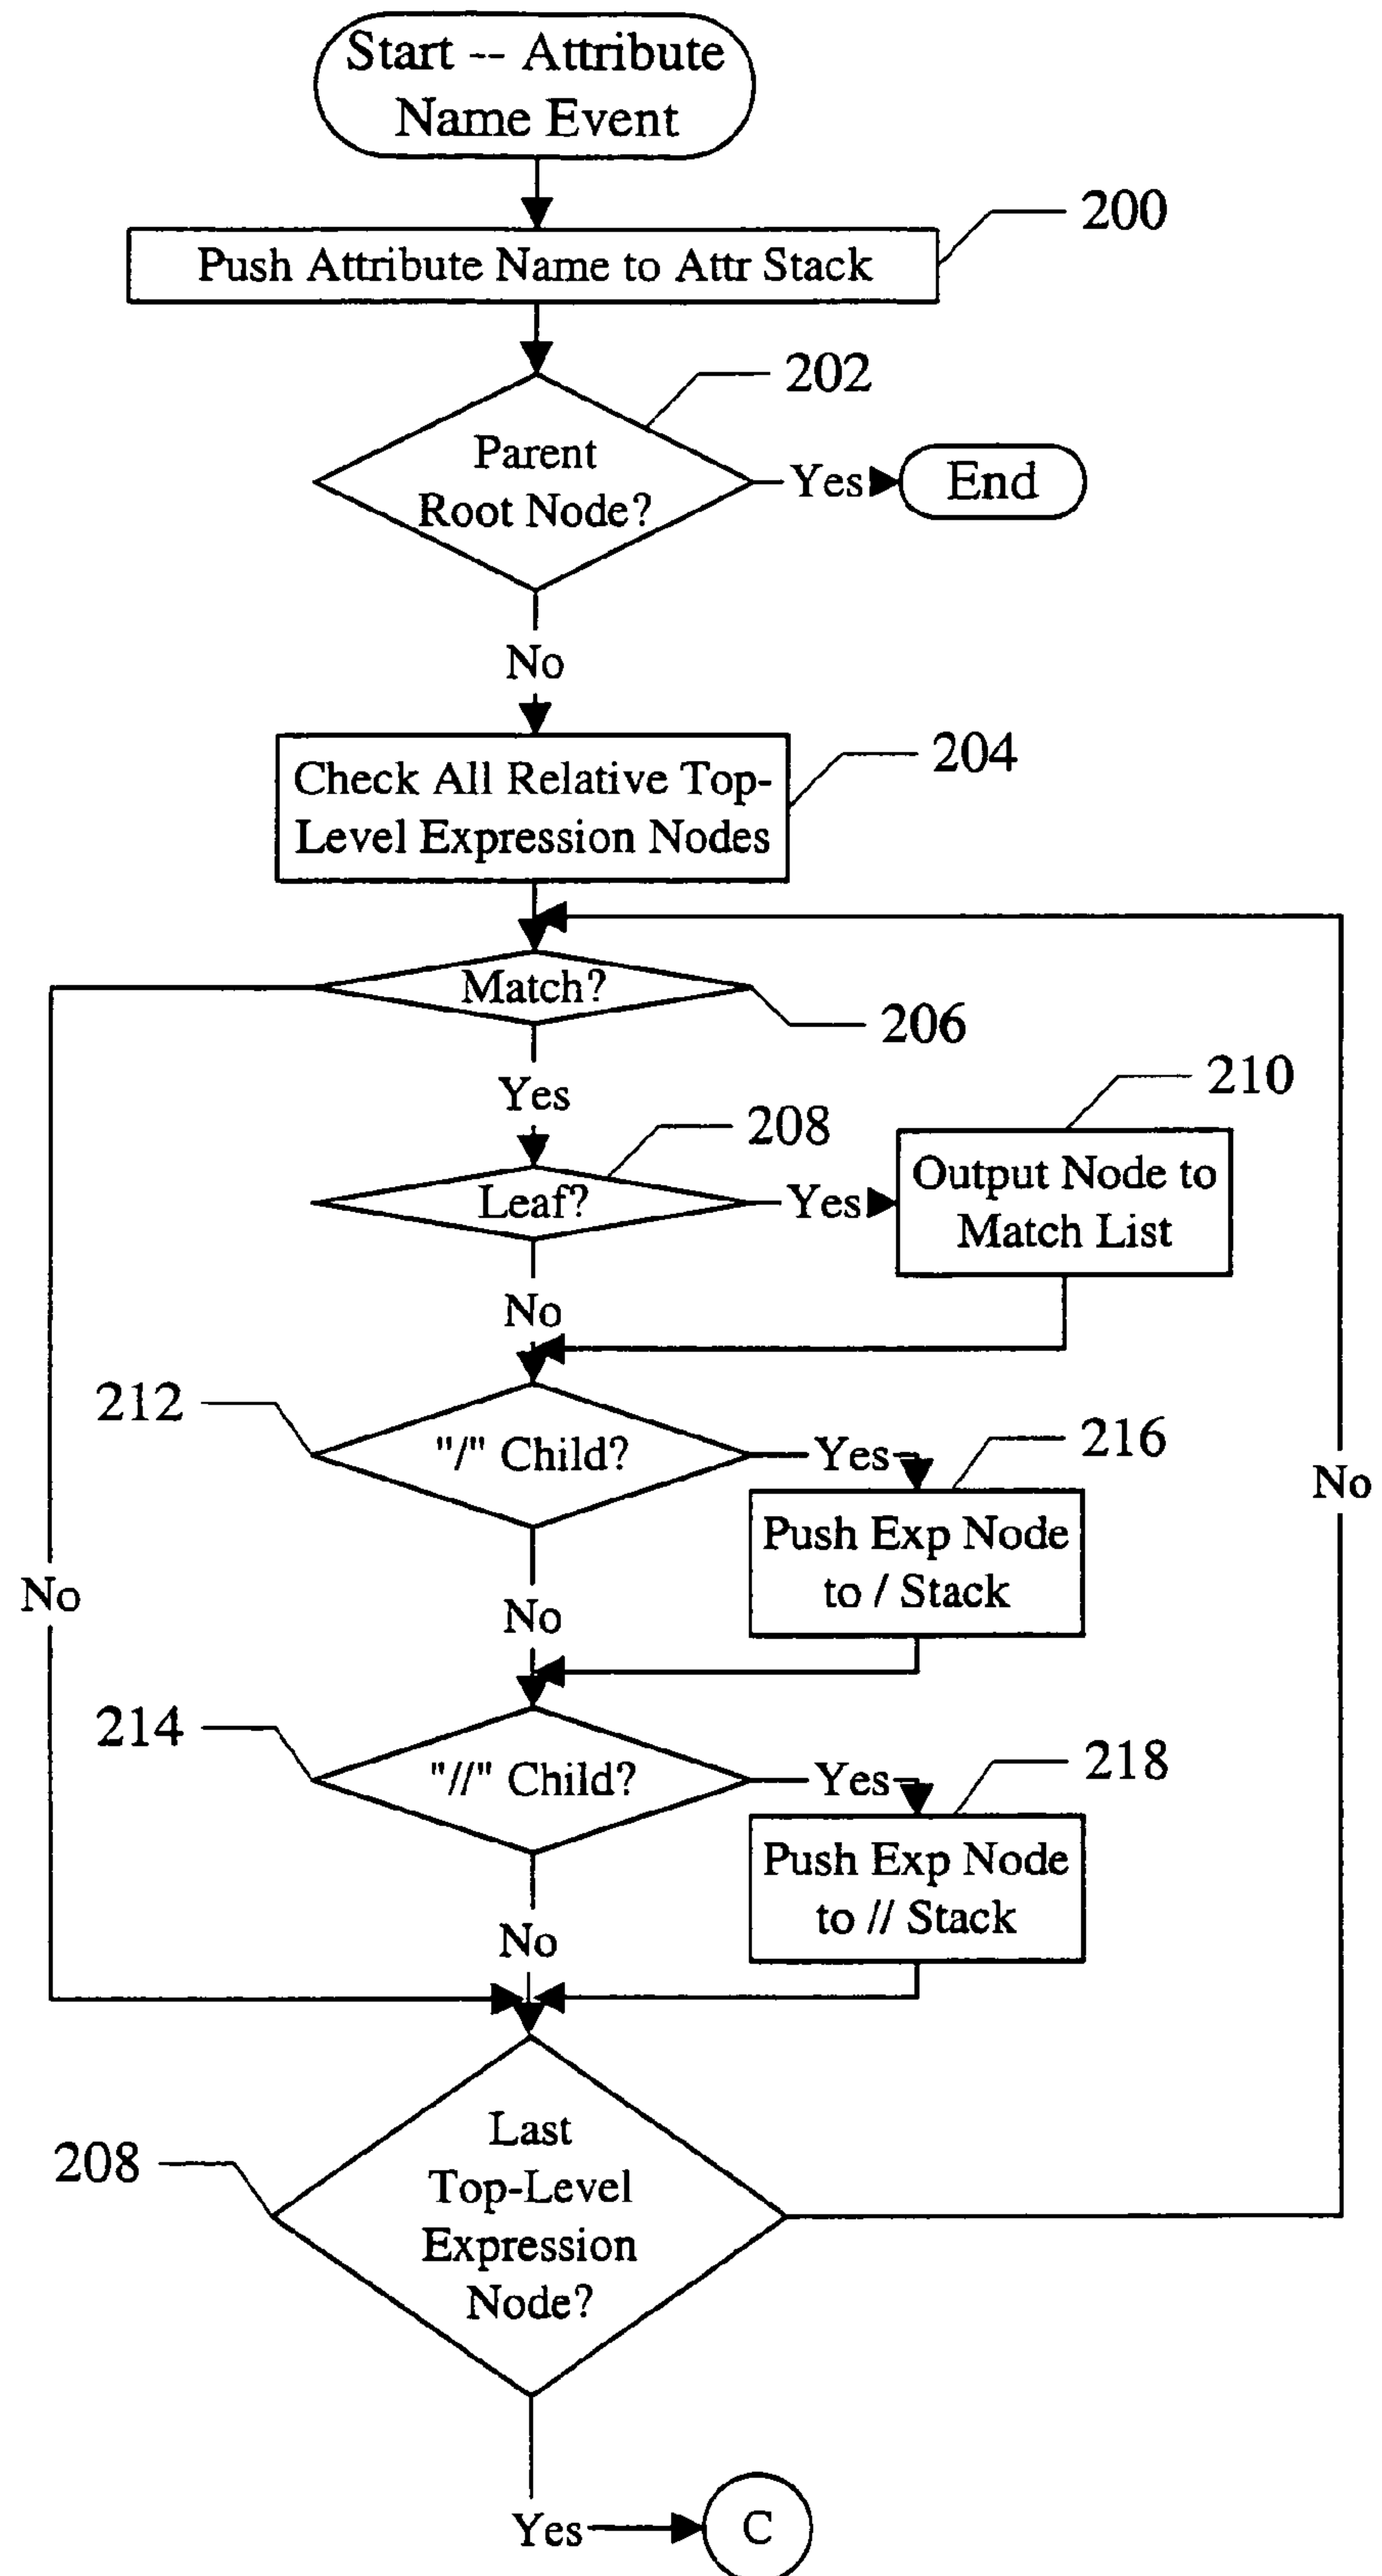 Start -- Attribute
Name Event
200
Push Attribute Name to Attr Stack
202
Parent
Root Node?
Yes
End
No
204
Check All Relative Top-
Level Expression Nodes
Match?
206
Yes
210
208
Leaf?
Yes
Output Node to
Match List
No
212
"/" Child?
Yes
216
Push Exp Node
to / Stack
No
No
No
214
"//" Child?
Yes
218
Push Exp Node
to // Stack
No
208
Last
Top-Level
Expression
Node?
Yes
C